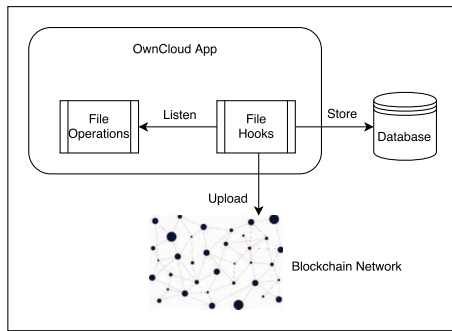 OwnCloud App
File
Operations
Listen
File
Hooks
Store
Database
Upload
Blockchain Network